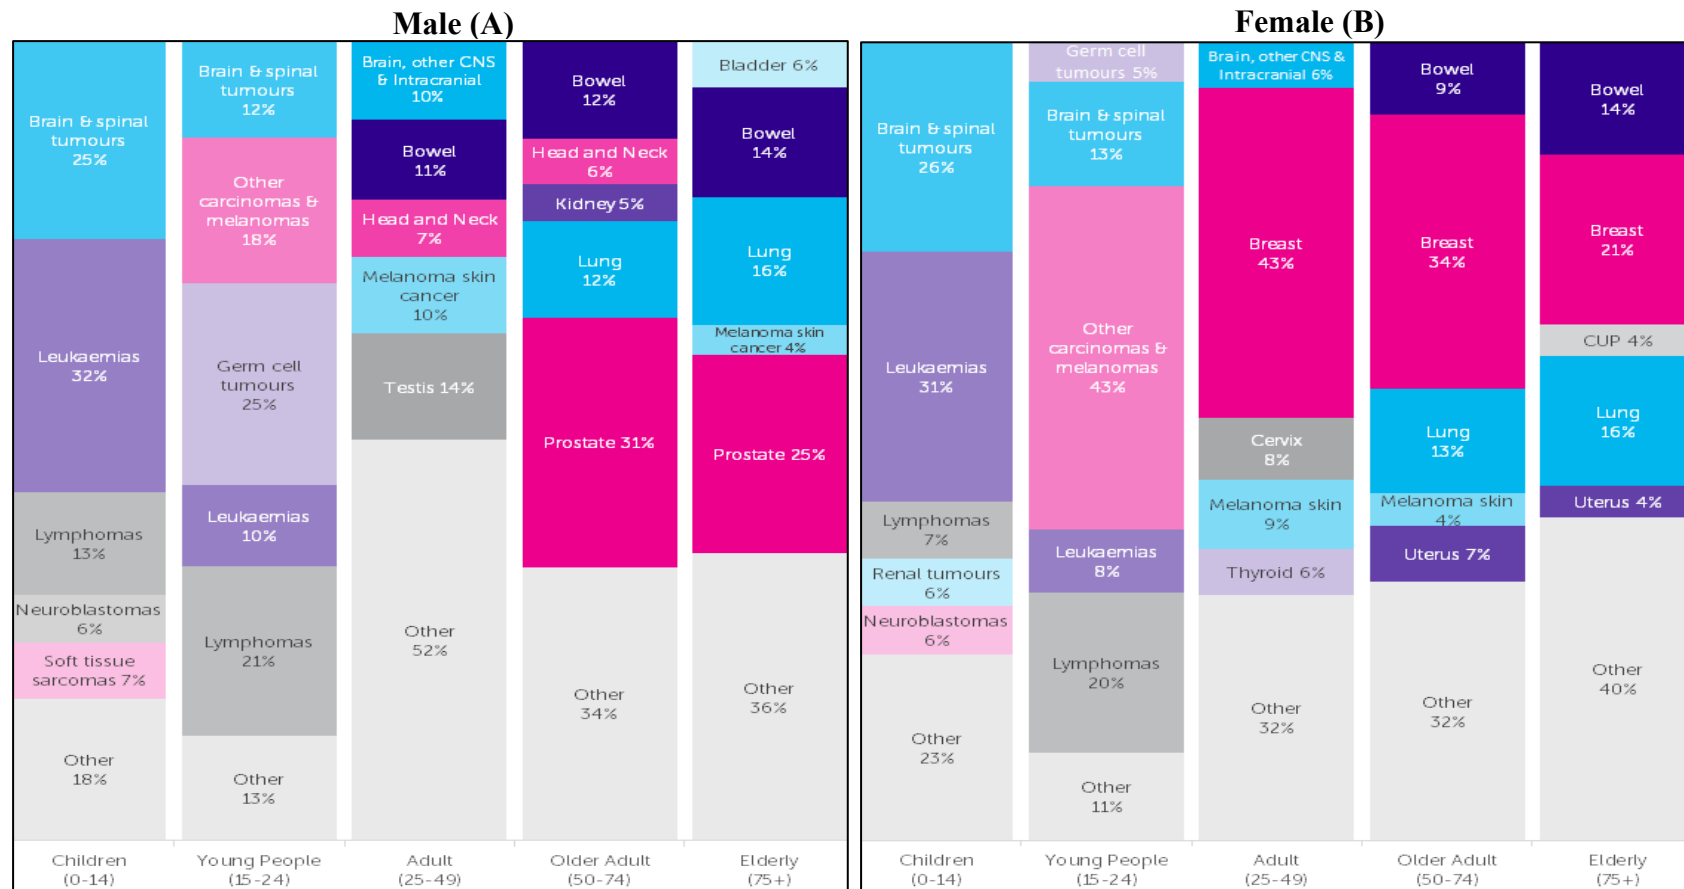 Male (A)
Brain & spinal
tumours
25%
Leukaemias
32%
Lymphomas
13%
Neuroblastomas
6%
Soft tissue
sarcomas 7%
Other
18%
Children
(0-14)
Brain & spinal
tumours
12%
Other
carcinomas &
melanomas
18%
Germ cell
tumours
25%
Leukaemias
10%
Lymphomas
21%
Other
13%
Young People
(15-24)
Brain, other CNS
& Intracranial
10%
Bowel
11%
Head and Neck
7%
Melanoma skin
cancer
10%
Testis 14%
Other
52%
Adult
(25-49)
Bowel
12%
Head and Neck
6%
Kidney 5%
Lung
12%
Prostate 31%
Other
34%
Older Adult
(50-74)
Bladder 6%
Bowel
14%
Lung
16%
Melanoma skin
cancer 4%
Prostate 25%
Other
36%
Elderly
(75+)
Female (B)
Brain & spinal
tumours
26%
Leukaemias
31%
Lymphomas
7%
Renal tumours
6%
Neuroblastomas
6%
Other
23%
Children
(0-14)
Germ cell
tumours 5%
Brain & spinal
tumours
13%
Other
carcinomas &
melanomas
43%
Leukaemias
8%
Lymphomas
20%
Other
11%
Young People
(15-24)
Brain, other CNS &
Intracranial 6%
Breast
43%
Cervix
8%
Melanoma skin
9%
Thyroid 6%
Other
32%
Adult
(25-49)
Bowel
9%
Breast
34%
Lung
13%
Melanoma skin
4%
Uterus 7%
Other
32%
Older Adult
(50-74)
Bowel
14%
Breast
21%
CUP 4%
Lung
16%
Uterus 4%
Other
40%
Elderly
(75+)